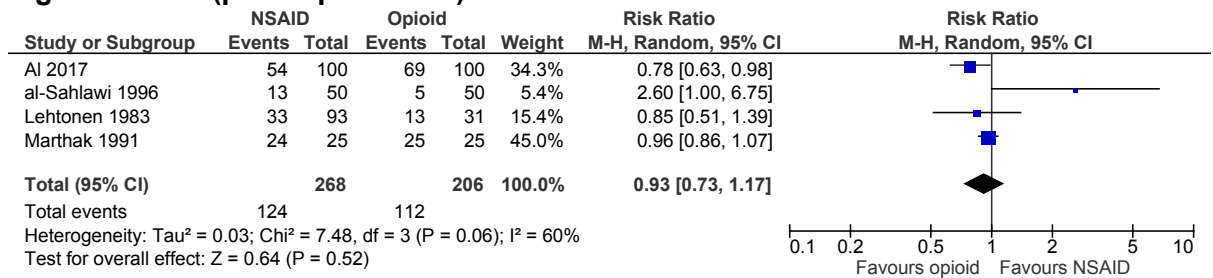 NSAID Opioid Risk Ratio Risk Ratio
Study or Subgroup Events Total Events Total Weight M-H, Random, 95% CI M-H, Random, 95% CI
Al 2017 54 100 69 100 34.3% 0.78 [0.63, 0.98]
al-Sahlawi 1996 13 50 5 50 5.4% 2.60 [1.00, 6.75]
Lehtonen 1983 33 93 13 31 15.4% 0.85 [0.51, 1.39]
Marthak 1991 24 25 25 25 45.0% 0.96 [0.86, 1.07]
Total (95% CI) 268 206 100.0% 0.93 [0.73, 1.17]
Total events 124 112
Heterogeneity: Tau² = 0.03; Chi² = 7.48, df = 3 (P = 0.06); I² = 60%
Test for overall effect: Z = 0.64 (P = 0.52)
0.1 0.2 0.5 1 2 5 10
Favours opioid Favours NSAID